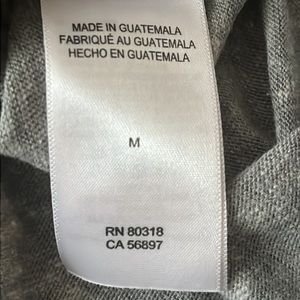 MADE IN GUATEMALA
FABRIQUÉ AU GUATEMALA
HECHO EN GUATEMALA
M
RN 80318
CA 56897